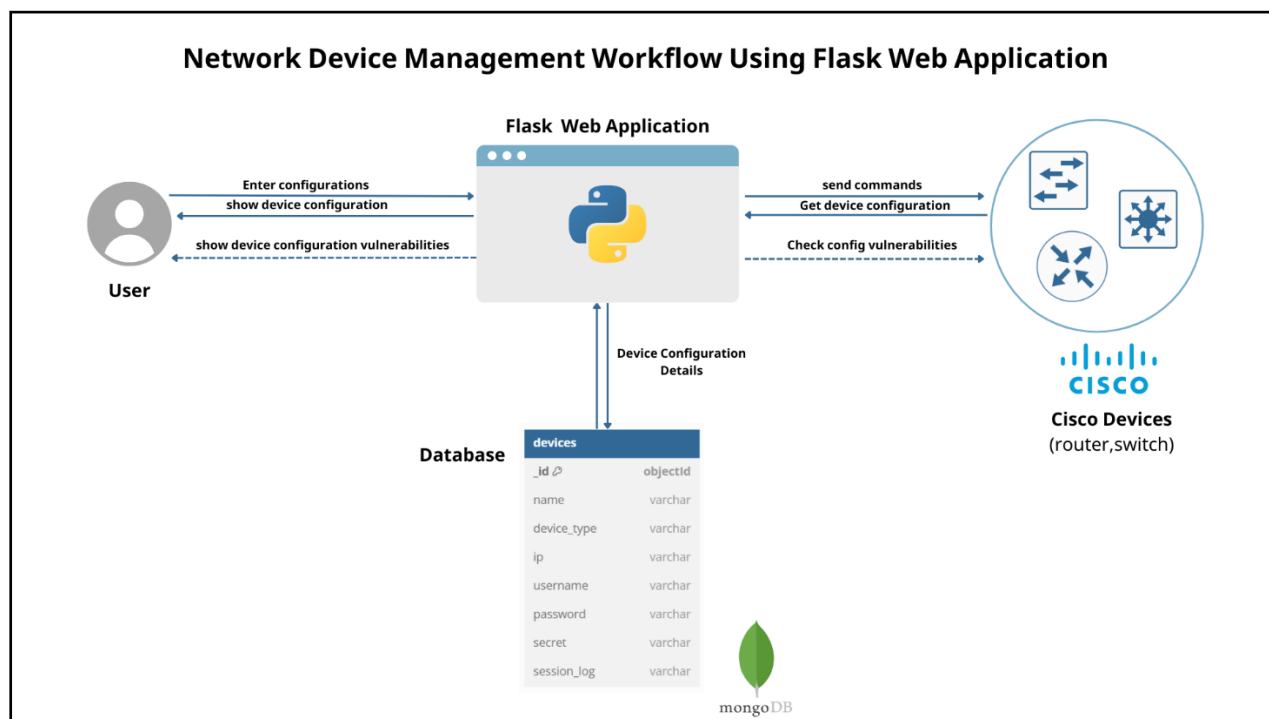 Network Device Management Workflow Using Flask Web Application
Flask Web Application
Enter configurations
show device configuration
show device configuration vulnerabilities
send commands
Get device configuration
Check config vulnerabilities
User
Device Configuration
Details
CISCO
Cisco Devices
(router,switch)
Database
devices
_id objectId
name varchar
device_type varchar
ip varchar
username varchar
password varchar
secret varchar
session_log varchar
mongoDB